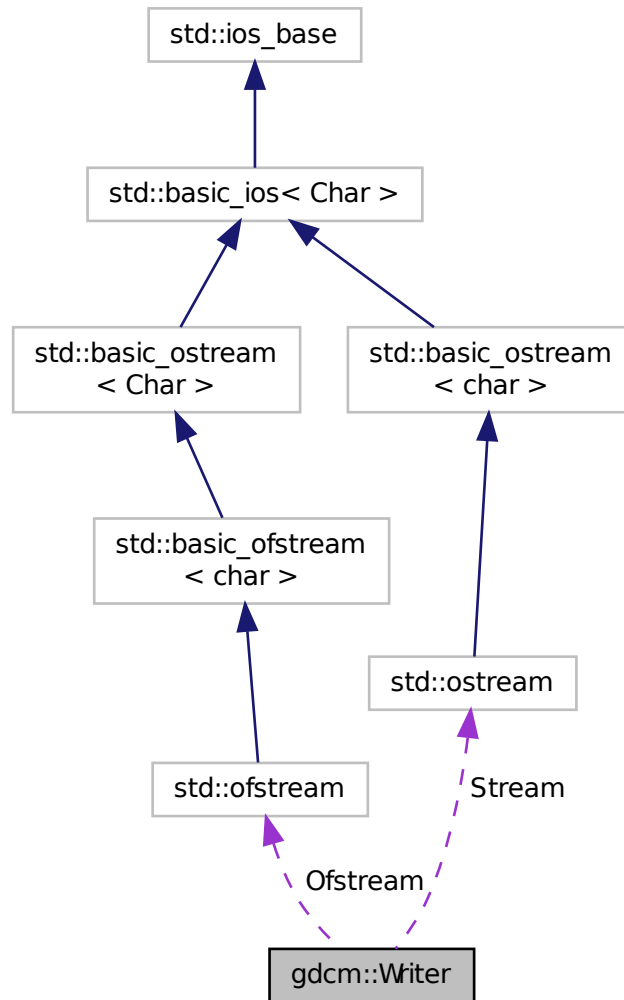 std::ios_base
std::basic_ios< Char >
std::basic_ostream
< Char >
std::basic_ostream
< char >
std::basic_ofstream
< char >
std::ostream
std::ofstream
Stream
Ofstream
gdcm::Writer